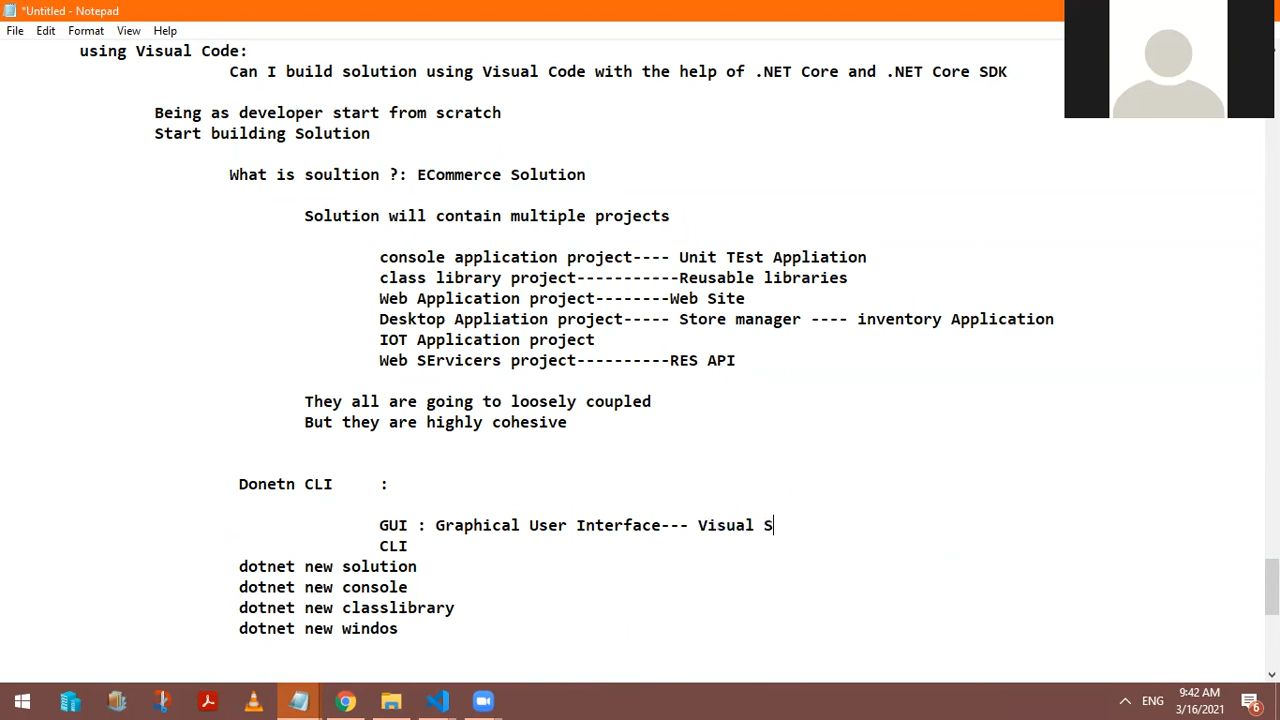 *Untitled - Notepad
File Edit Format View Help
using Visual Code:
Can I build solution using Visual Code with the help of .NET Core and .NET Core SDK
Being as developer start from scratch
Start building Solution
What is soultion ?: ECommerce Solution
Solution will contain multiple projects
console application project---- Unit TEst Appliation
class library project-----------Reusable libraries
Web Application project--------Web Site
Desktop Appliation project----- Store manager ---- inventory Application
IOT Application project
Web SErvicers project----------RES API
They all are going to loosely coupled
But they are highly cohesive
Donetn CLI :
GUI : Graphical User Interface--- Visual S
CLI
dotnet new solution
dotnet new console
dotnet new classlibrary
dotnet new windos
ENG
9:42 AM
3/16/2021
6